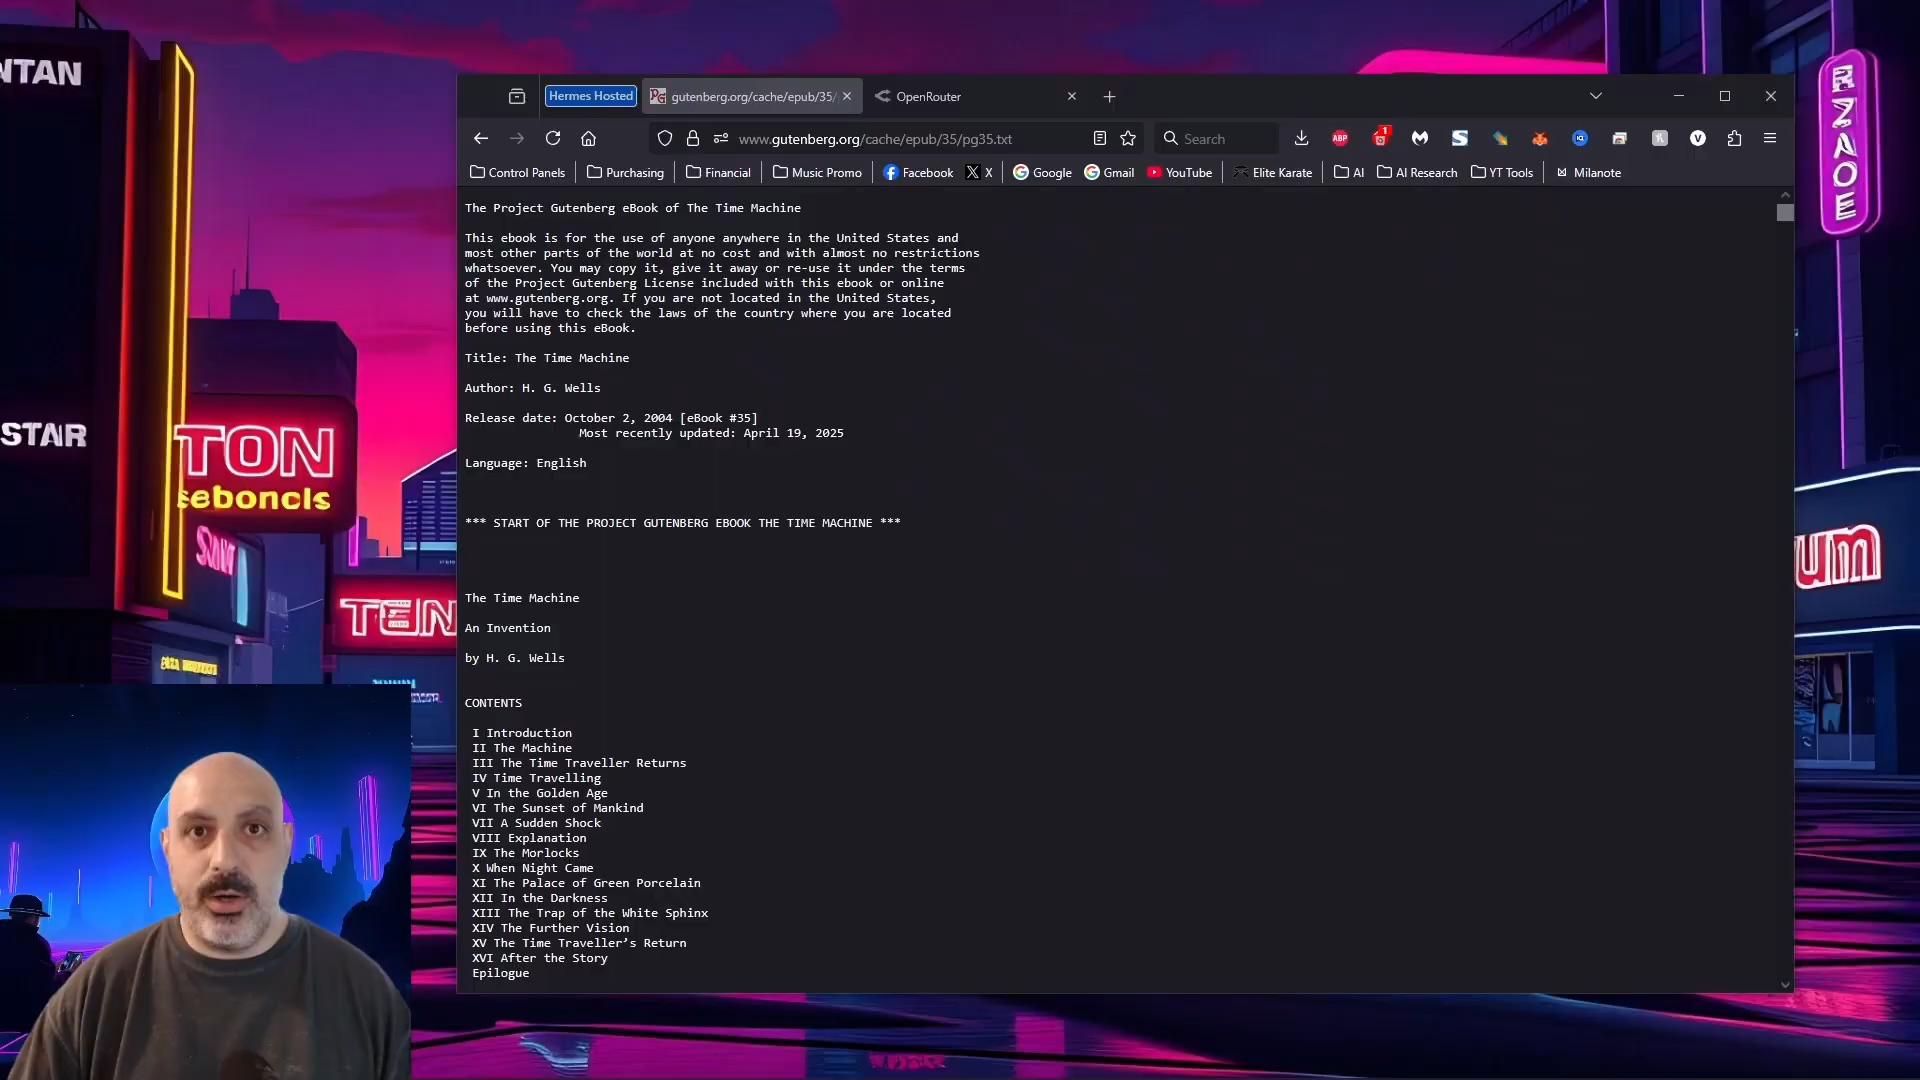 NTAN
STAR
TON
seboncls
TEN
um
Hermes Hosted
gutenberg.org/cache/epub/35/
OpenRouter
www.gutenberg.org/cache/epub/35/pg35.txt
Search
ABP
1
Control Panels
Purchasing
Financial
Music Promo
Facebook
X
Google
Gmail
YouTube
Elite Karate
AI
AI Research
YT Tools
Milanote
The Project Gutenberg eBook of The Time Machine
This ebook is for the use of anyone anywhere in the United States and
most other parts of the world at no cost and with almost no restrictions
whatsoever. You may copy it, give it away or re-use it under the terms
of the Project Gutenberg License included with this ebook or online
at www.gutenberg.org. If you are not located in the United States,
you will have to check the laws of the country where you are located
before using this eBook.
Title: The Time Machine
Author: H. G. Wells
Release date: October 2, 2004 [eBook #35]
Most recently updated: April 19, 2025
Language: English
*** START OF THE PROJECT GUTENBERG EBOOK THE TIME MACHINE ***
The Time Machine
An Invention
by H. G. Wells
CONTENTS
I Introduction
II The Machine
III The Time Traveller Returns
IV Time Travelling
V In the Golden Age
VI The Sunset of Mankind
VII A Sudden Shock
VIII Explanation
IX The Morlocks
X When Night Came
XI The Palace of Green Porcelain
XII In the Darkness
XIII The Trap of the White Sphinx
XIV The Further Vision
XV The Time Traveller’s Return
XVI After the Story
Epilogue